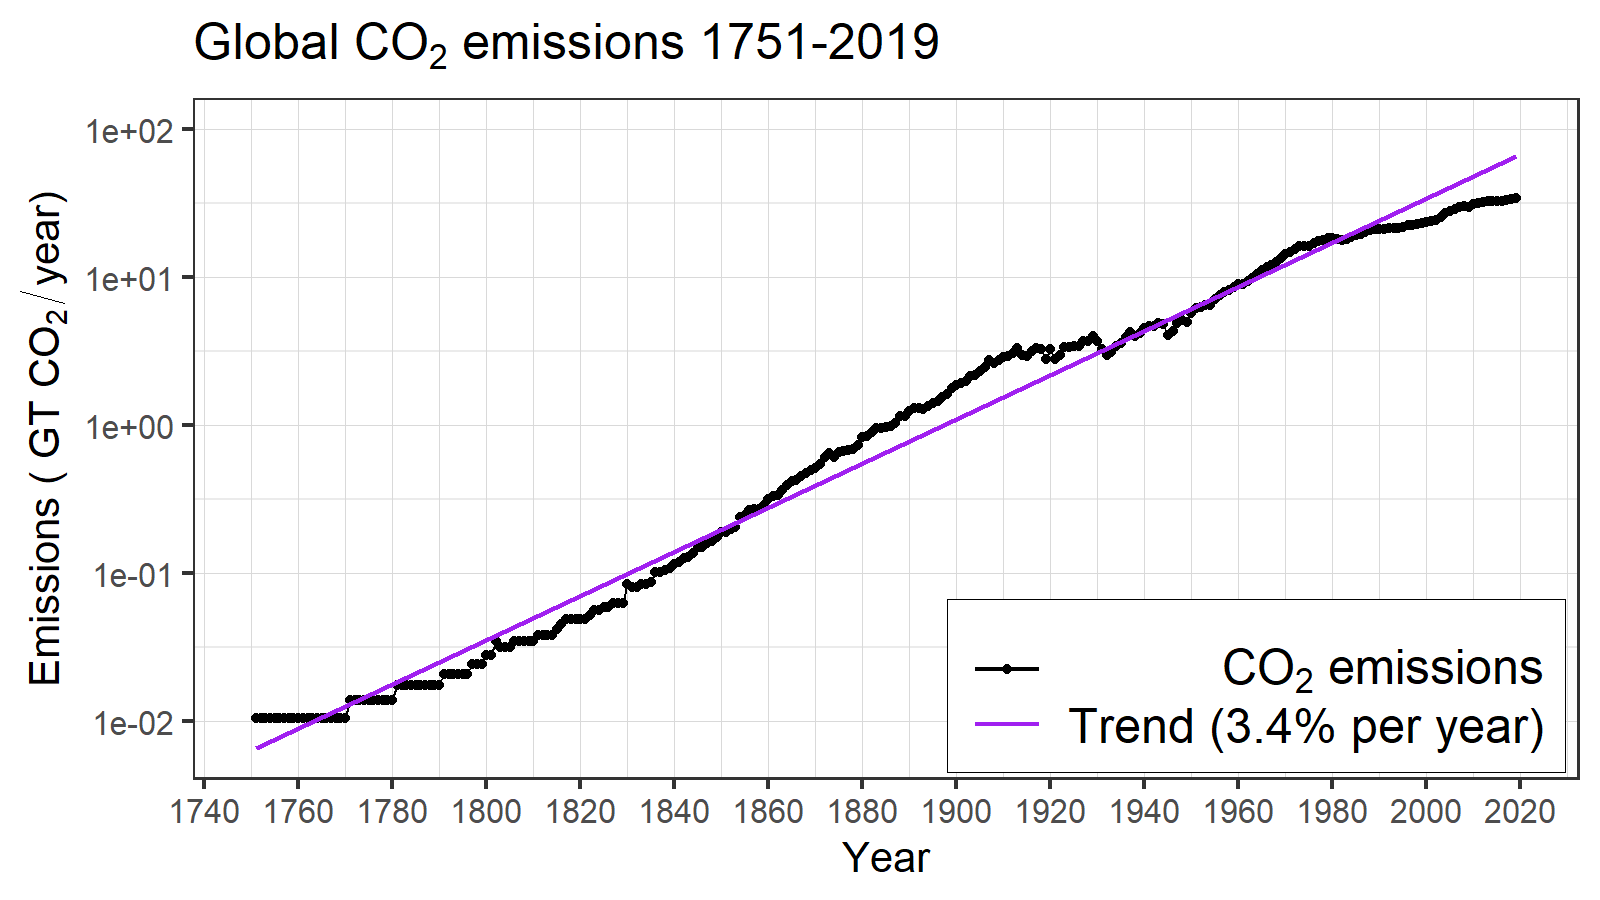 Global CO₂ emissions 1751-2019
Emissions ( GT CO₂/ year)
1e+02
1e+01
1e+00
1e-01
1e-02
CO₂ emissions
Trend (3.4% per year)
1740 1760 1780 1800 1820 1840 1860 1880 1900 1920 1940 1960 1980 2000 2020
Year